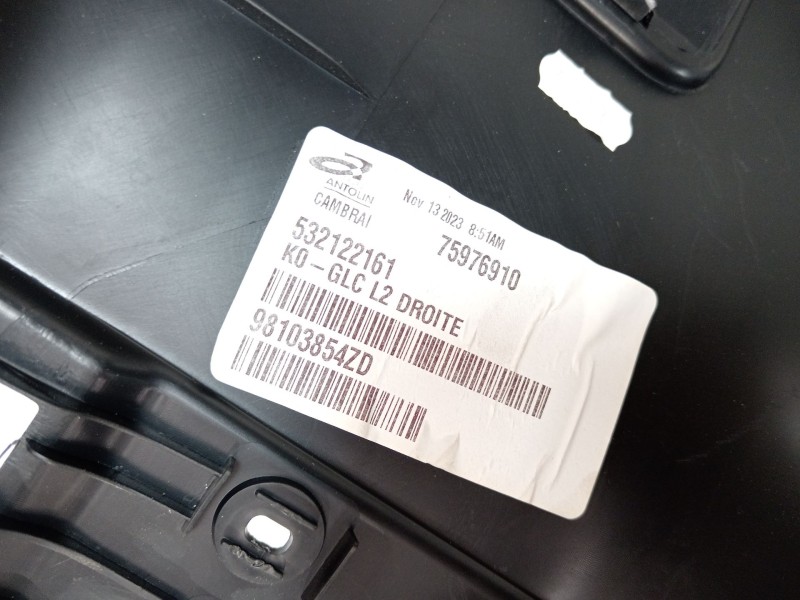 ANTOLIN
CAMBRAI
Nov 13 2023 8:51AM
532122161 75976910
K0-GLC L2 DROITE
98103854ZD